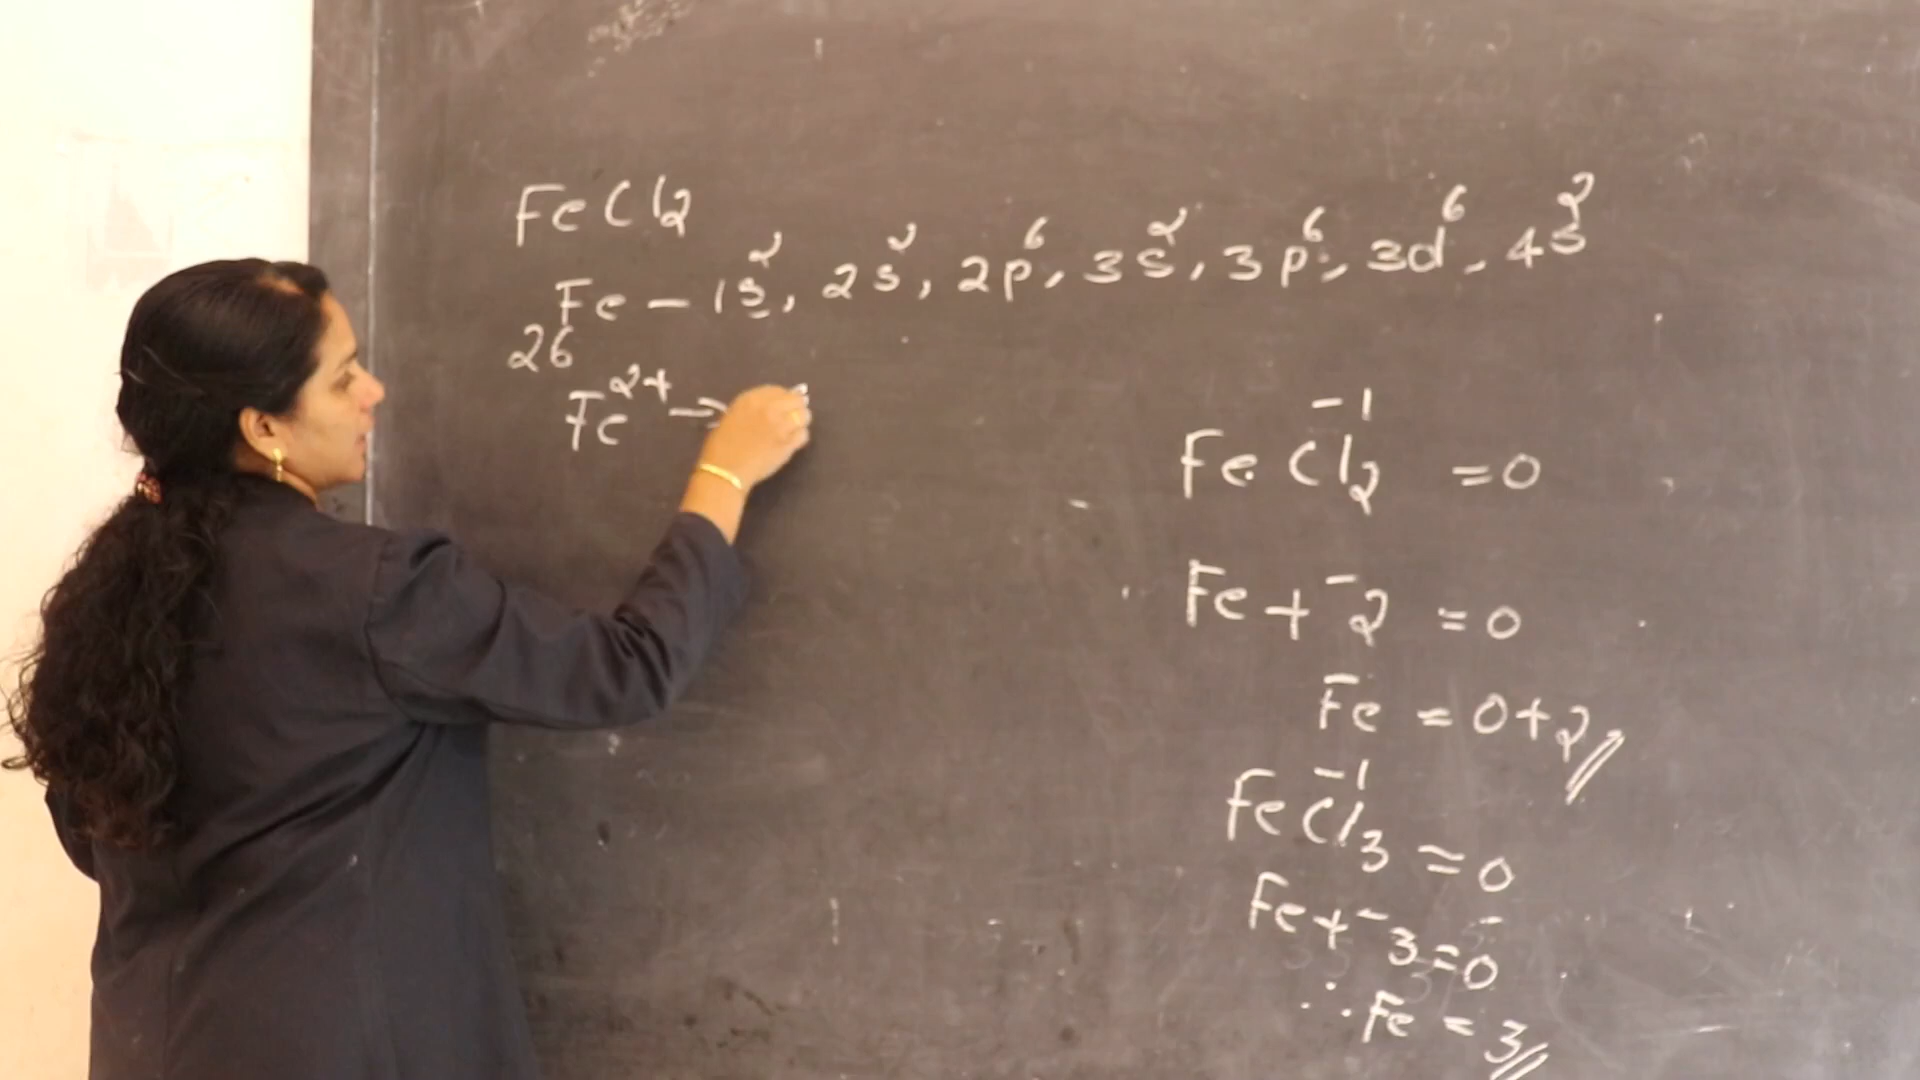 FeCl₂
Fe – 1s², 2s², 2p⁶, 3s², 3p⁶, 3d⁶, 4s²
26
Fe²⁺ →
-1
FeCl₂ = 0
Fe + ⁻2 = 0
Fe = 0+2//
-1
FeCl₃ = 0
Fe + ⁻3 = 0
∴ Fe = 3//